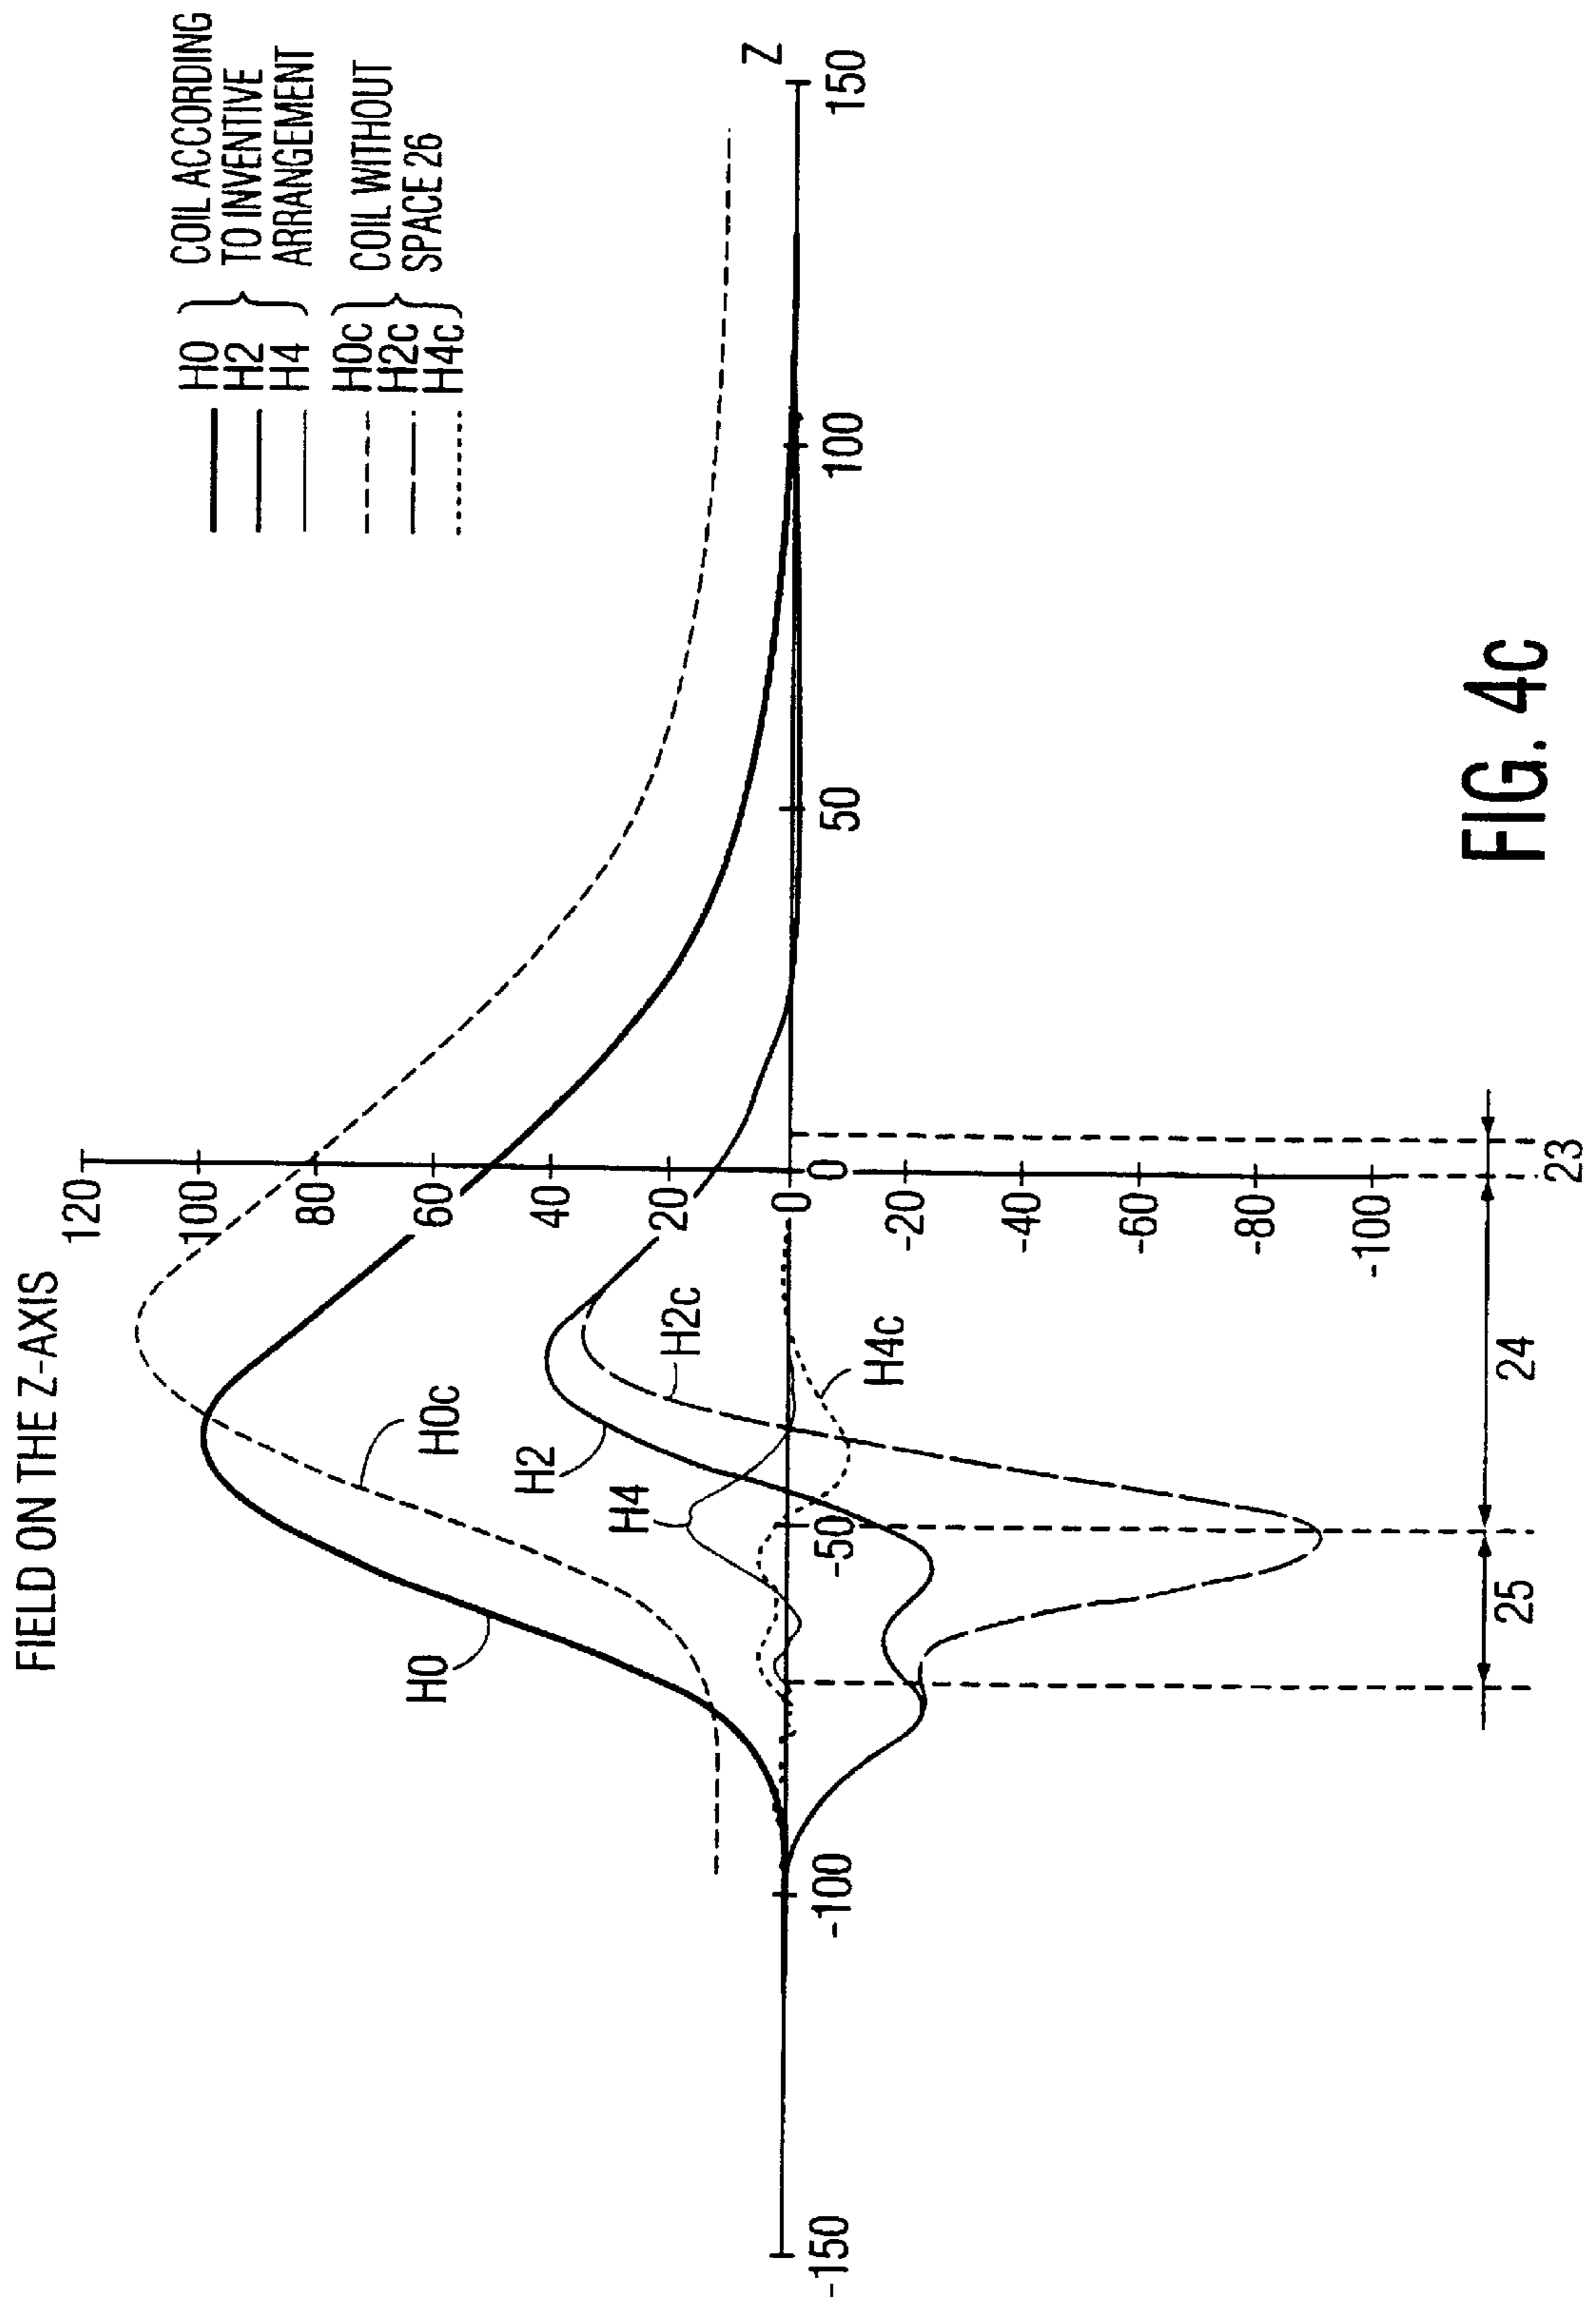 FIELD ON THE Z-AXIS
H0 COIL ACCORDING
H2 TO INVENTIVE
H4 ARRANGEMENT
H0c COIL WITHOUT
H2c SPACE 26
H4c
120
100
80
60
40
20
0
-20
-40
-60
-80
-100
-150
-100
-50
0
50
100
150
Z
H0
H0c
H2
H4
H2c
H4c
25
24
23
FIG. 4c